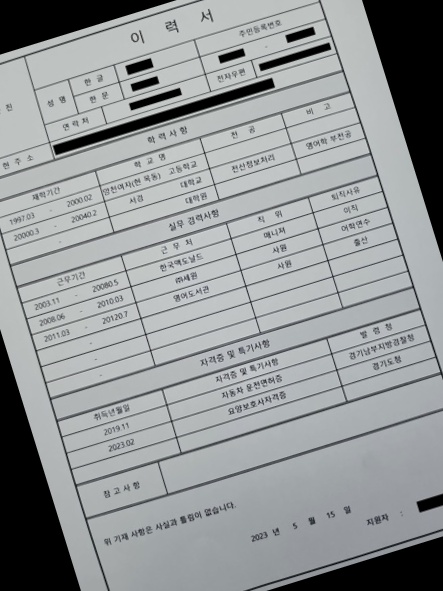 이 력 서
사 진
성 명 한 글 주민등록번호
한 문 -
연락처 전자우편
현 주 소
학 력 사 항
재학기간 학 교 명 전 공 비 고
1997.03 - 2000.02 고등학교
20000.3 - 20040.2 서경 대학교 전산정보처리 영어학 부전공
- 대학원
실무 경력사항
근무기간 근 무 처 직 위 퇴직사유
2003.11 - 20080.5 한국맥도날드 매니저 이직
2008.06 - 2010.03 ㈜세원 사원 어학연수
2011.03 - 20120.7 영어도서관 사원 출산
-
-
-
자격증 및 특기사항
취득년월일 자격증 및 특기사항 발 령 청
2019.11 자동차 운전면허증 경기남부지방경찰청
2023.02 요양보호사자격증 경기도청
참 고 사 항
위 기재 사항은 사실과 틀림이 없습니다.
2023 년 5 월 15 일
지원자 :